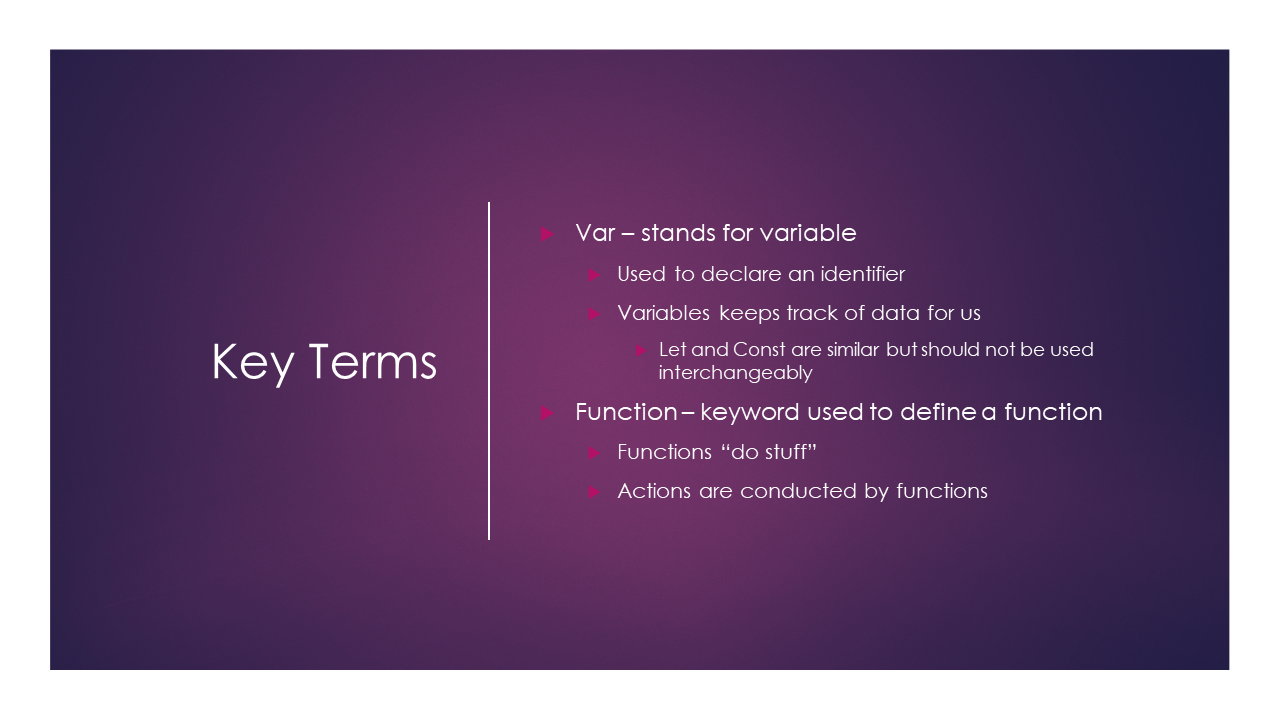 Key Terms
Var – stands for variable
Used to declare an identifier
Variables keeps track of data for us
Let and Const are similar but should not be used
interchangeably
Function – keyword used to define a function
Functions “do stuff”
Actions are conducted by functions